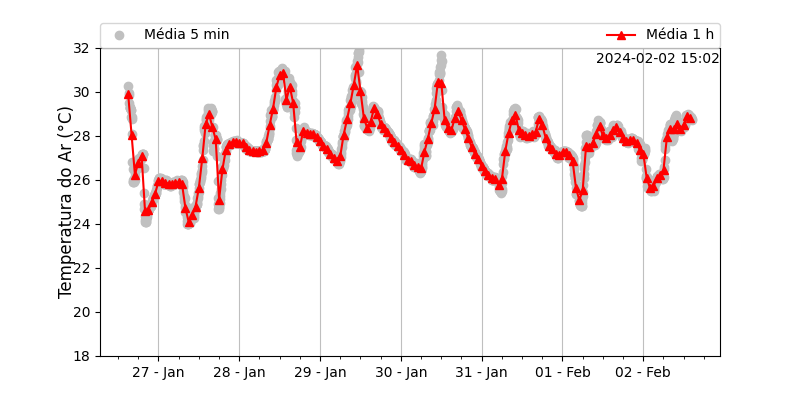 Média 5 min
Média 1 h
2024-02-02 15:02
Temperatura do Ar (°C)
32
30
28
26
24
22
20
18
27 - Jan
28 - Jan
29 - Jan
30 - Jan
31 - Jan
01 - Feb
02 - Feb